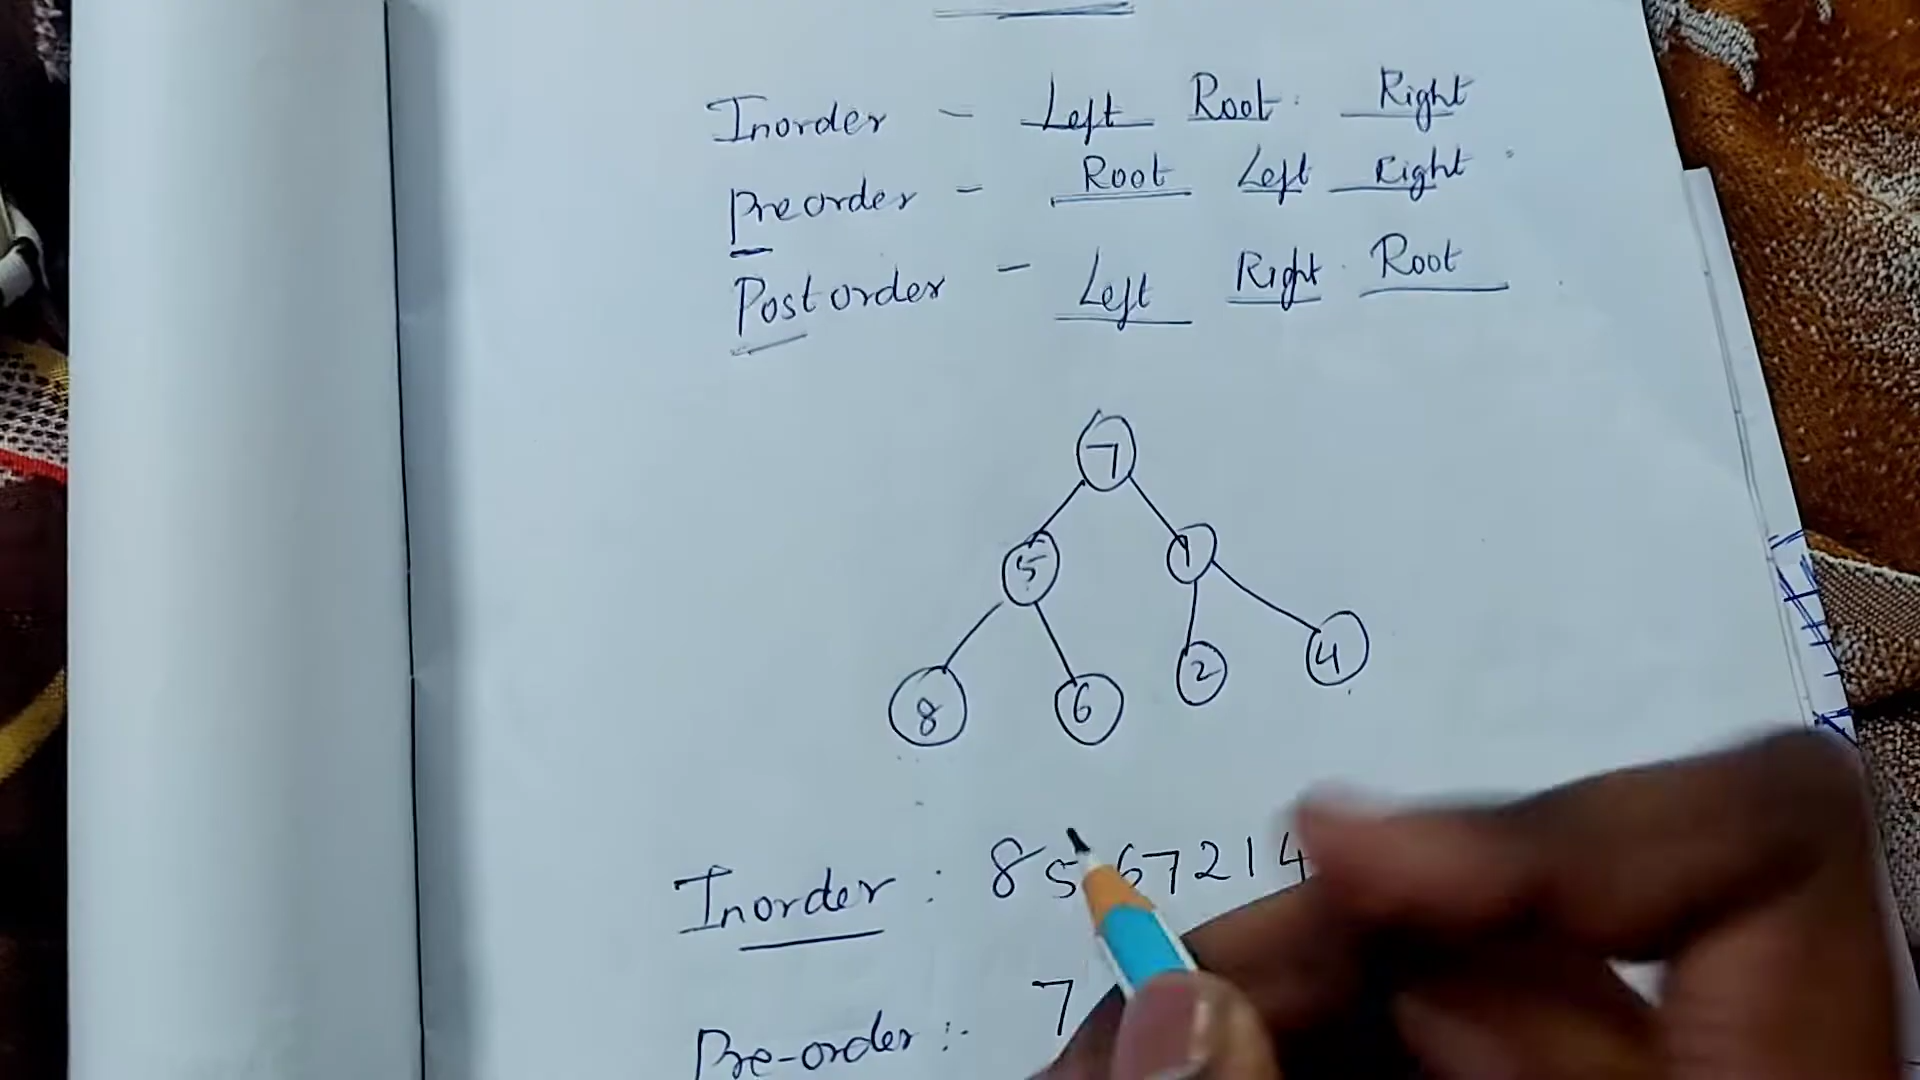 Inorder - Left Root Right
Preorder - Root Left Right
Postorder - Left Right Root
7
5 1
8 6 2 4
Inorder : 8 5 6 7 2 1 4
Pre-order :- 7